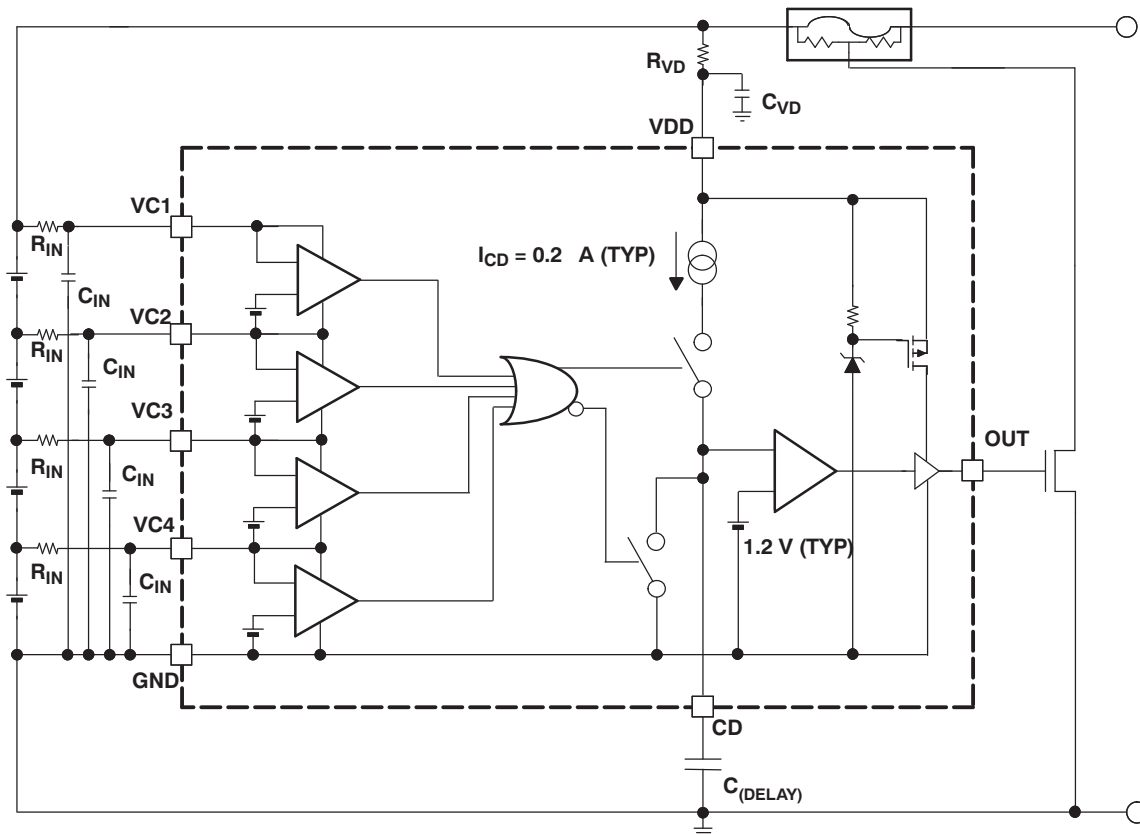 RVD
CVD
VDD
VC1
RIN
ICD = 0.2 A (TYP)
CIN
VC2
RIN
CIN
VC3
OUT
RIN
CIN
VC4
1.2 V (TYP)
RIN
CIN
GND
CD
C(DELAY)